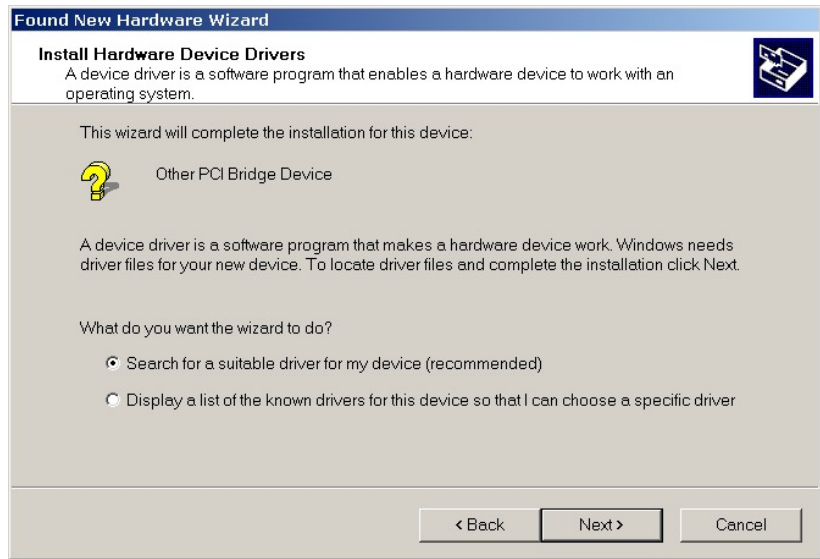 Found New Hardware Wizard
Install Hardware Device Drivers
A device driver is a software program that enables a hardware device to work with an
operating system.
This wizard will complete the installation for this device:
Other PCI Bridge Device
A device driver is a software program that makes a hardware device work. Windows needs
driver files for your new device. To locate driver files and complete the installation click Next.
What do you want the wizard to do?
Search for a suitable driver for my device (recommended)
Display a list of the known drivers for this device so that I can choose a specific driver
< Back
Next >
Cancel